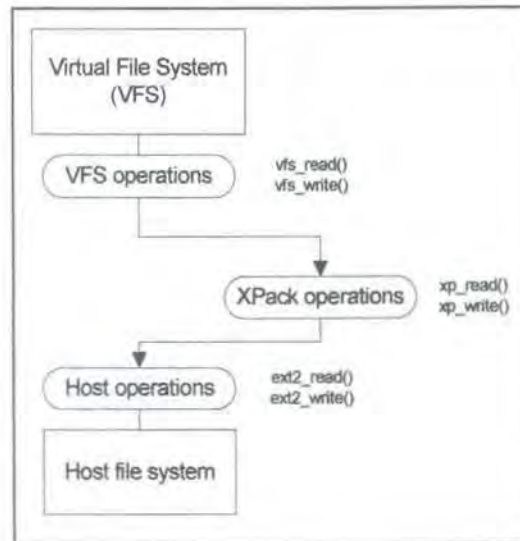 Virtual File System
(VFS)
VFS operations
vfs_read()
vfs_write()
XPack operations
xp_read()
xp_write()
Host operations
ext2_read()
ext2_write()
Host file system